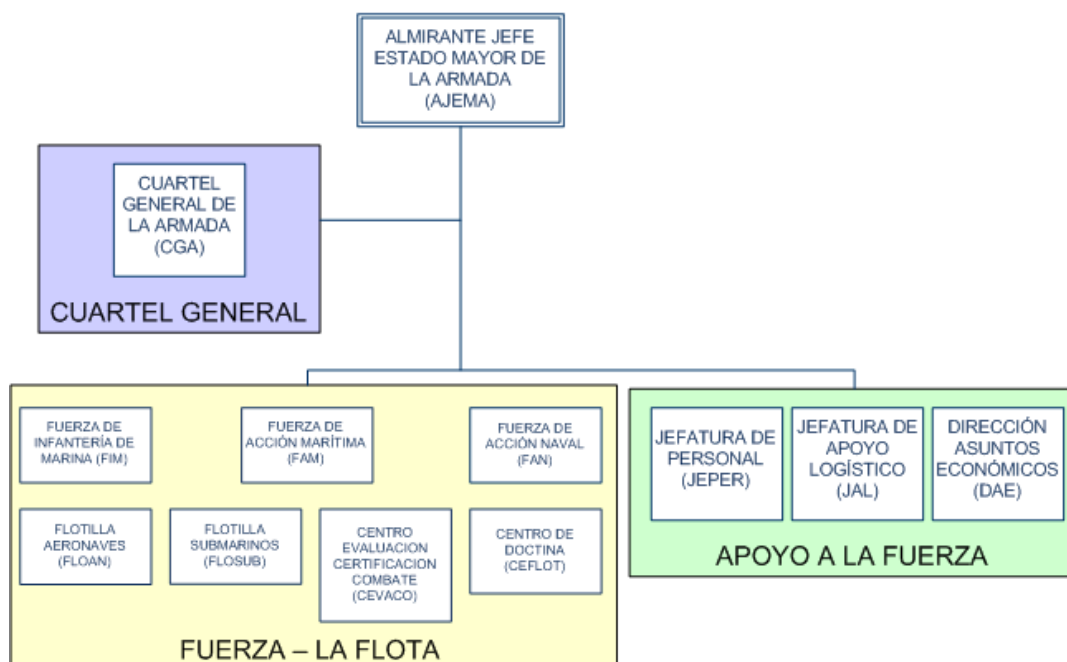 ALMIRANTE JEFE
ESTADO MAYOR DE
LA ARMADA
(AJEMA)
CUARTEL
GENERAL DE
LA ARMADA
(CGA)
CUARTEL GENERAL
FUERZA DE
INFANTERÍA DE
MARINA (FIM)
FUERZA DE
ACCIÓN MARÍTIMA
(FAM)
FUERZA DE
ACCIÓN NAVAL
(FAN)
FLOTILLA
AERONAVES
(FLOAN)
FLOTILLA
SUBMARINOS
(FLOSUB)
CENTRO
EVALUACION
CERTIFICACION
COMBATE
(CEVACO)
CENTRO DE
DOCTINA
(CEFLOT)
FUERZA – LA FLOTA
JEFATURA DE
PERSONAL
(JEPER)
JEFATURA DE
APOYO
LOGÍSTICO
(JAL)
DIRECCIÓN
ASUNTOS
ECONÓMICOS
(DAE)
APOYO A LA FUERZA